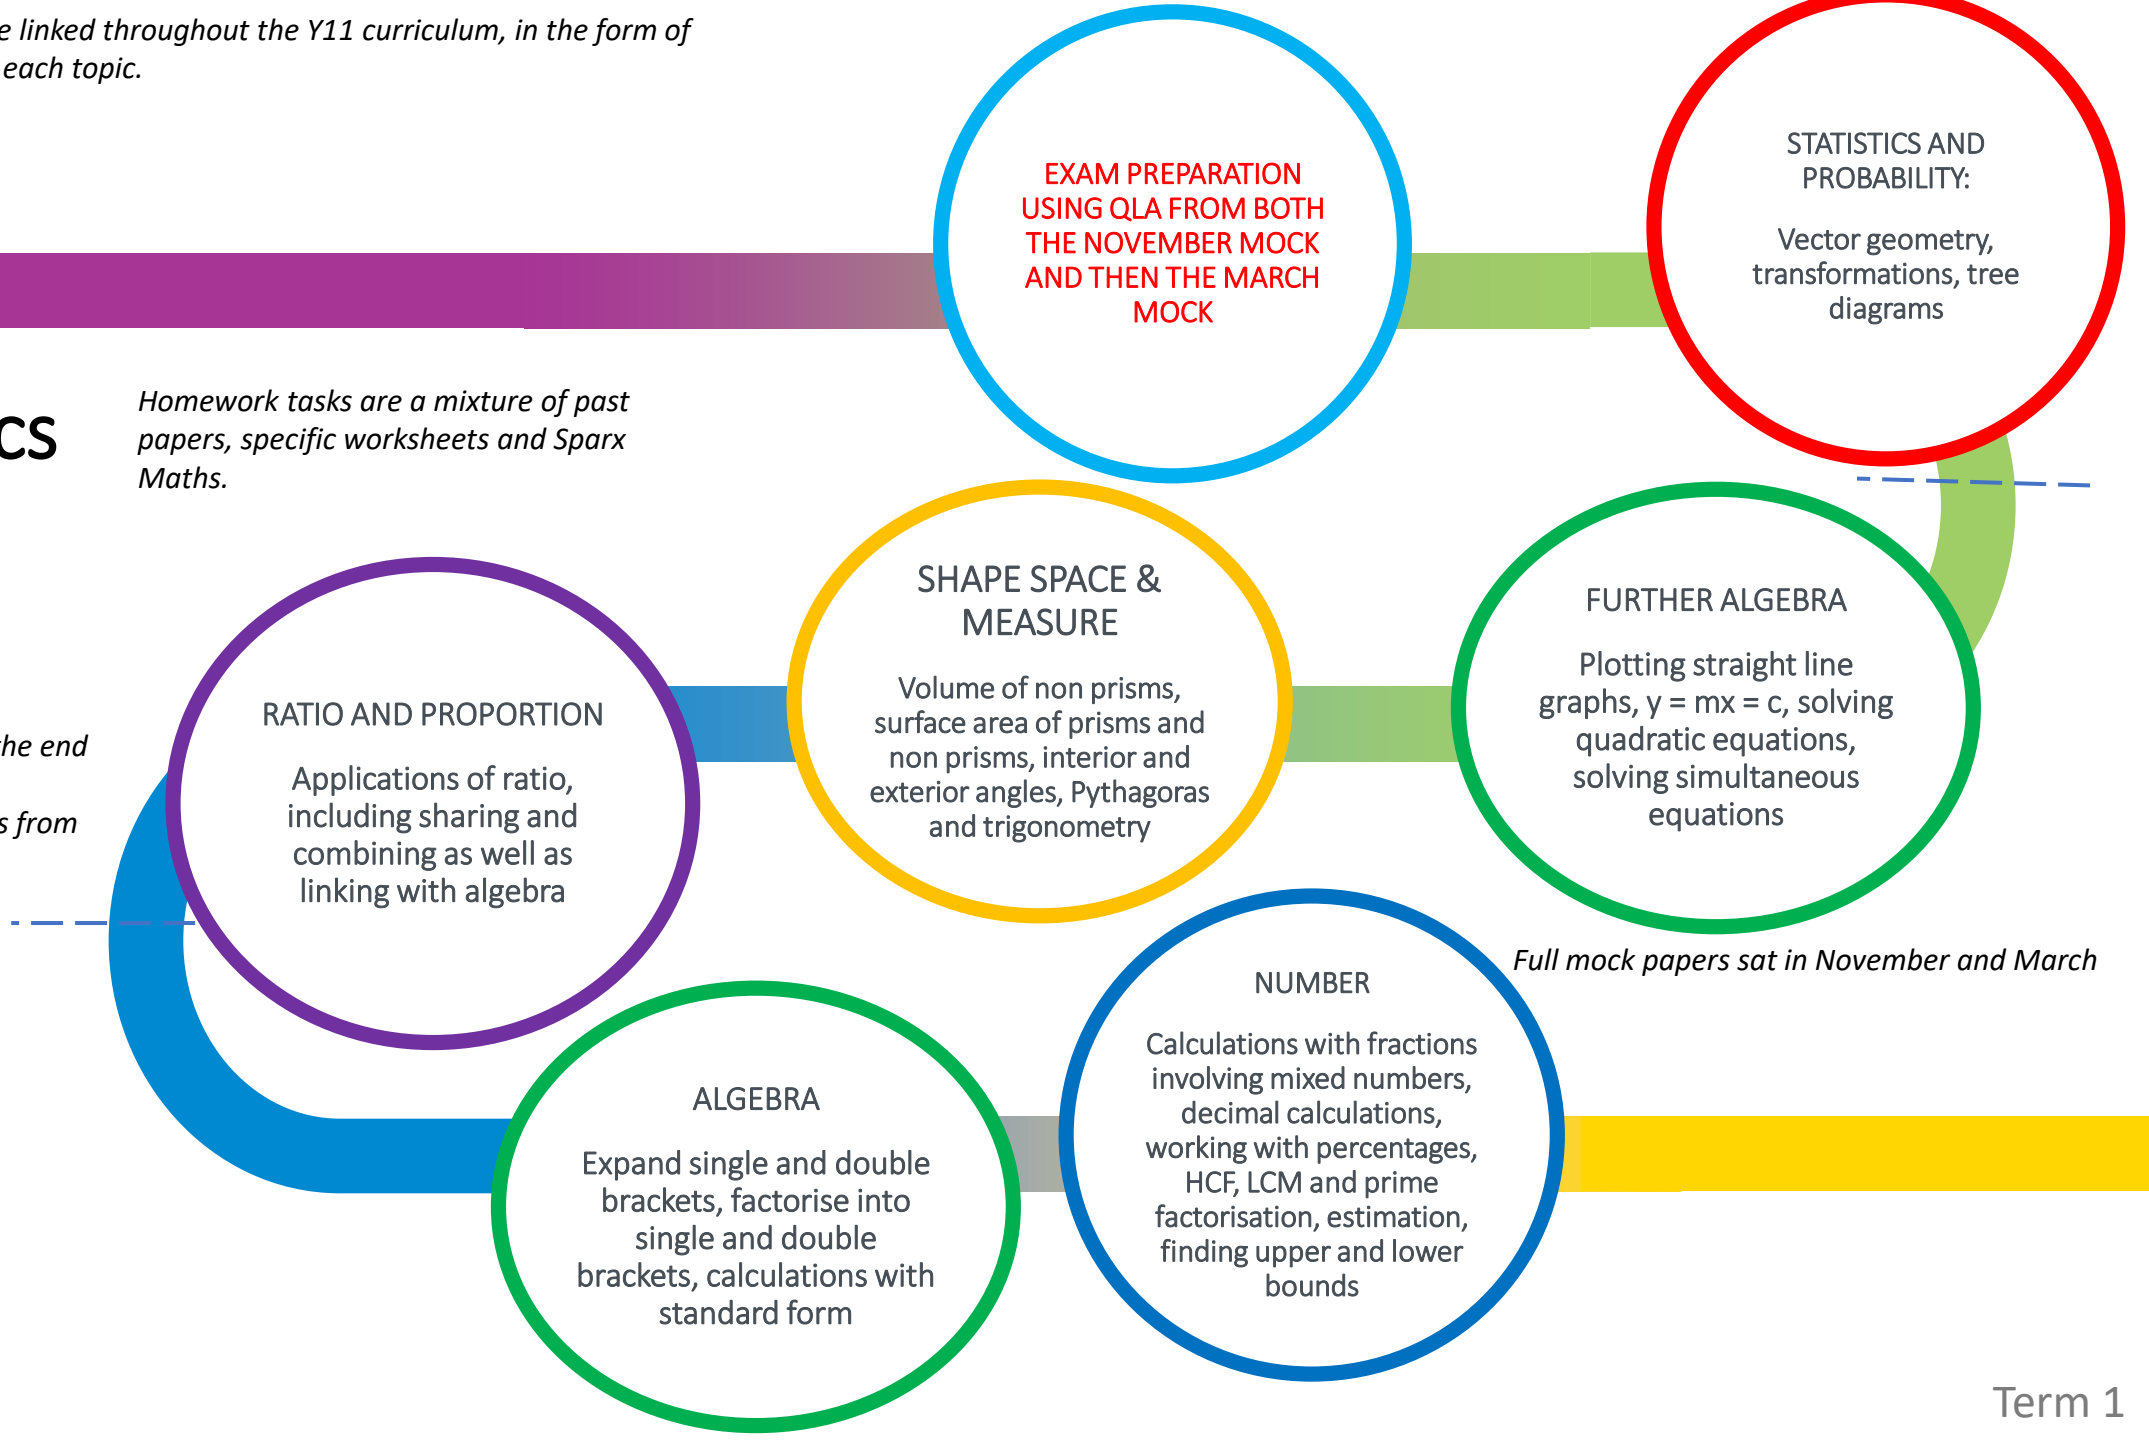 e linked throughout the Y11 curriculum, in the form of
each topic.
EXAM PREPARATION
USING QLA FROM BOTH
THE NOVEMBER MOCK
AND THEN THE MARCH
MOCK
STATISTICS AND
PROBABILITY:
Vector geometry,
transformations, tree
diagrams
cs
Homework tasks are a mixture of past
papers, specific worksheets and Sparx
Maths.
RATIO AND PROPORTION
Applications of ratio,
including sharing and
combining as well as
linking with algebra
SHAPE SPACE &
MEASURE
Volume of non prisms,
surface area of prisms and
non prisms, interior and
exterior angles, Pythagoras
and trigonometry
FURTHER ALGEBRA
Plotting straight line
graphs, y = mx = c, solving
quadratic equations,
solving simultaneous
equations
he end
s from
Full mock papers sat in November and March
ALGEBRA
Expand single and double
brackets, factorise into
single and double
brackets, calculations with
standard form
NUMBER
Calculations with fractions
involving mixed numbers,
decimal calculations,
working with percentages,
HCF, LCM and prime
factorisation, estimation,
finding upper and lower
bounds
Term 1